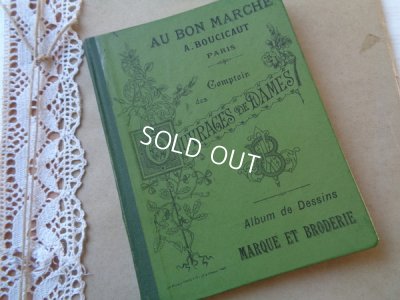 AU BON MARCHÉ
A. BOUCICAUT
PARIS
Comptoir
des
OUVRAGES DE DAMES
SOLD OUT
Album de Dessins
MARQUE ET BRODERIE